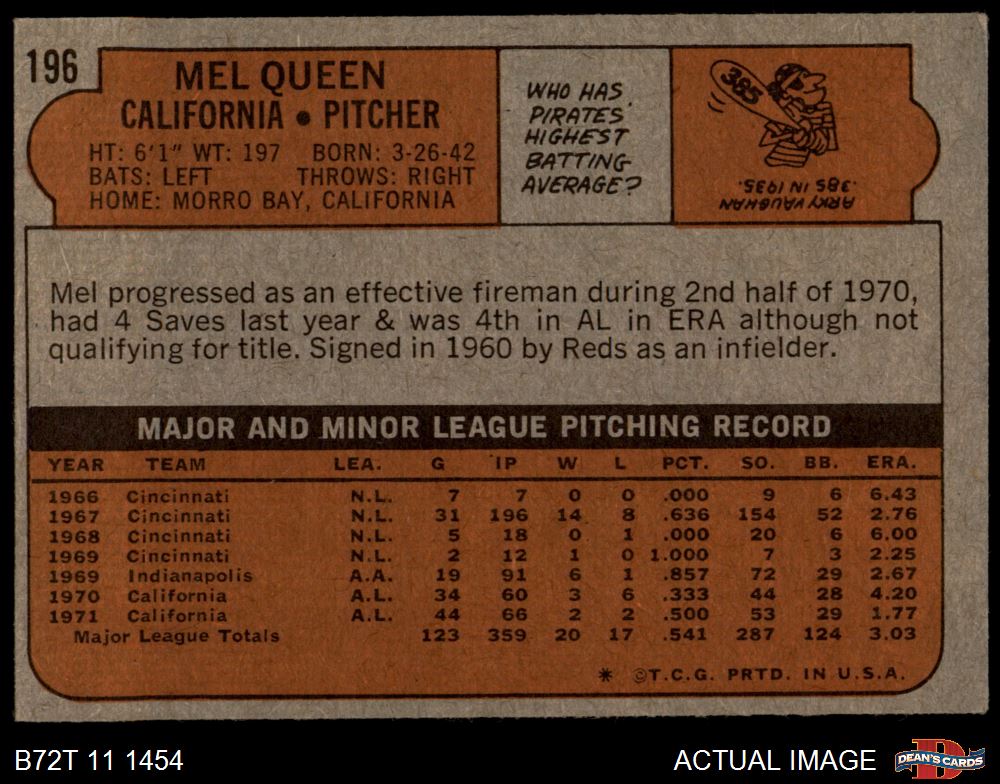 196
MEL QUEEN
CALIFORNIA • PITCHER
HT: 6'1" WT: 197 BORN: 3-26-42
BATS: LEFT THROWS: RIGHT
HOME: MORRO BAY, CALIFORNIA
WHO HAS
PIRATES'
HIGHEST
BATTING
AVERAGE?
385
ARKY VAUGHAN
.385 IN 1935.
Mel progressed as an effective fireman during 2nd half of 1970,
had 4 Saves last year & was 4th in AL in ERA although not
qualifying for title. Signed in 1960 by Reds as an infielder.
MAJOR AND MINOR LEAGUE PITCHING RECORD
YEAR TEAM LEA. G IP W L PCT. SO. BB. ERA.
1966 Cincinnati N.L. 7 7 0 0 .000 9 6 6.43
1967 Cincinnati N.L. 31 196 14 8 .636 154 52 2.76
1968 Cincinnati N.L. 5 18 0 1 .000 20 6 6.00
1969 Cincinnati N.L. 2 12 1 0 1.000 7 3 2.25
1969 Indianapolis A.A. 19 91 6 1 .857 72 29 2.67
1970 California A.L. 34 60 3 6 .333 44 28 4.20
1971 California A.L. 44 66 2 2 .500 53 29 1.77
Major League Totals 123 359 20 17 .541 287 124 3.03
* ©T.C.G. PRTD. IN U.S.A.
B72T 11 1454
ACTUAL IMAGE
DEAN'S CARDS